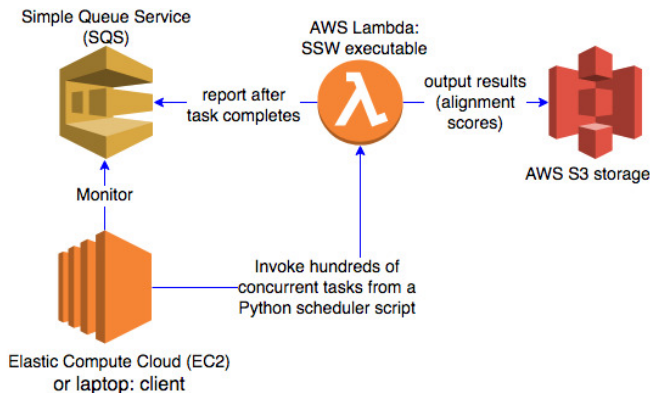 Simple Queue Service
(SQS)
AWS Lambda:
SSW executable
report after
task completes
output results
(alignment
scores)
AWS S3 storage
Monitor
Invoke hundreds of
concurrent tasks from a
Python scheduler script
Elastic Compute Cloud (EC2)
or laptop: client